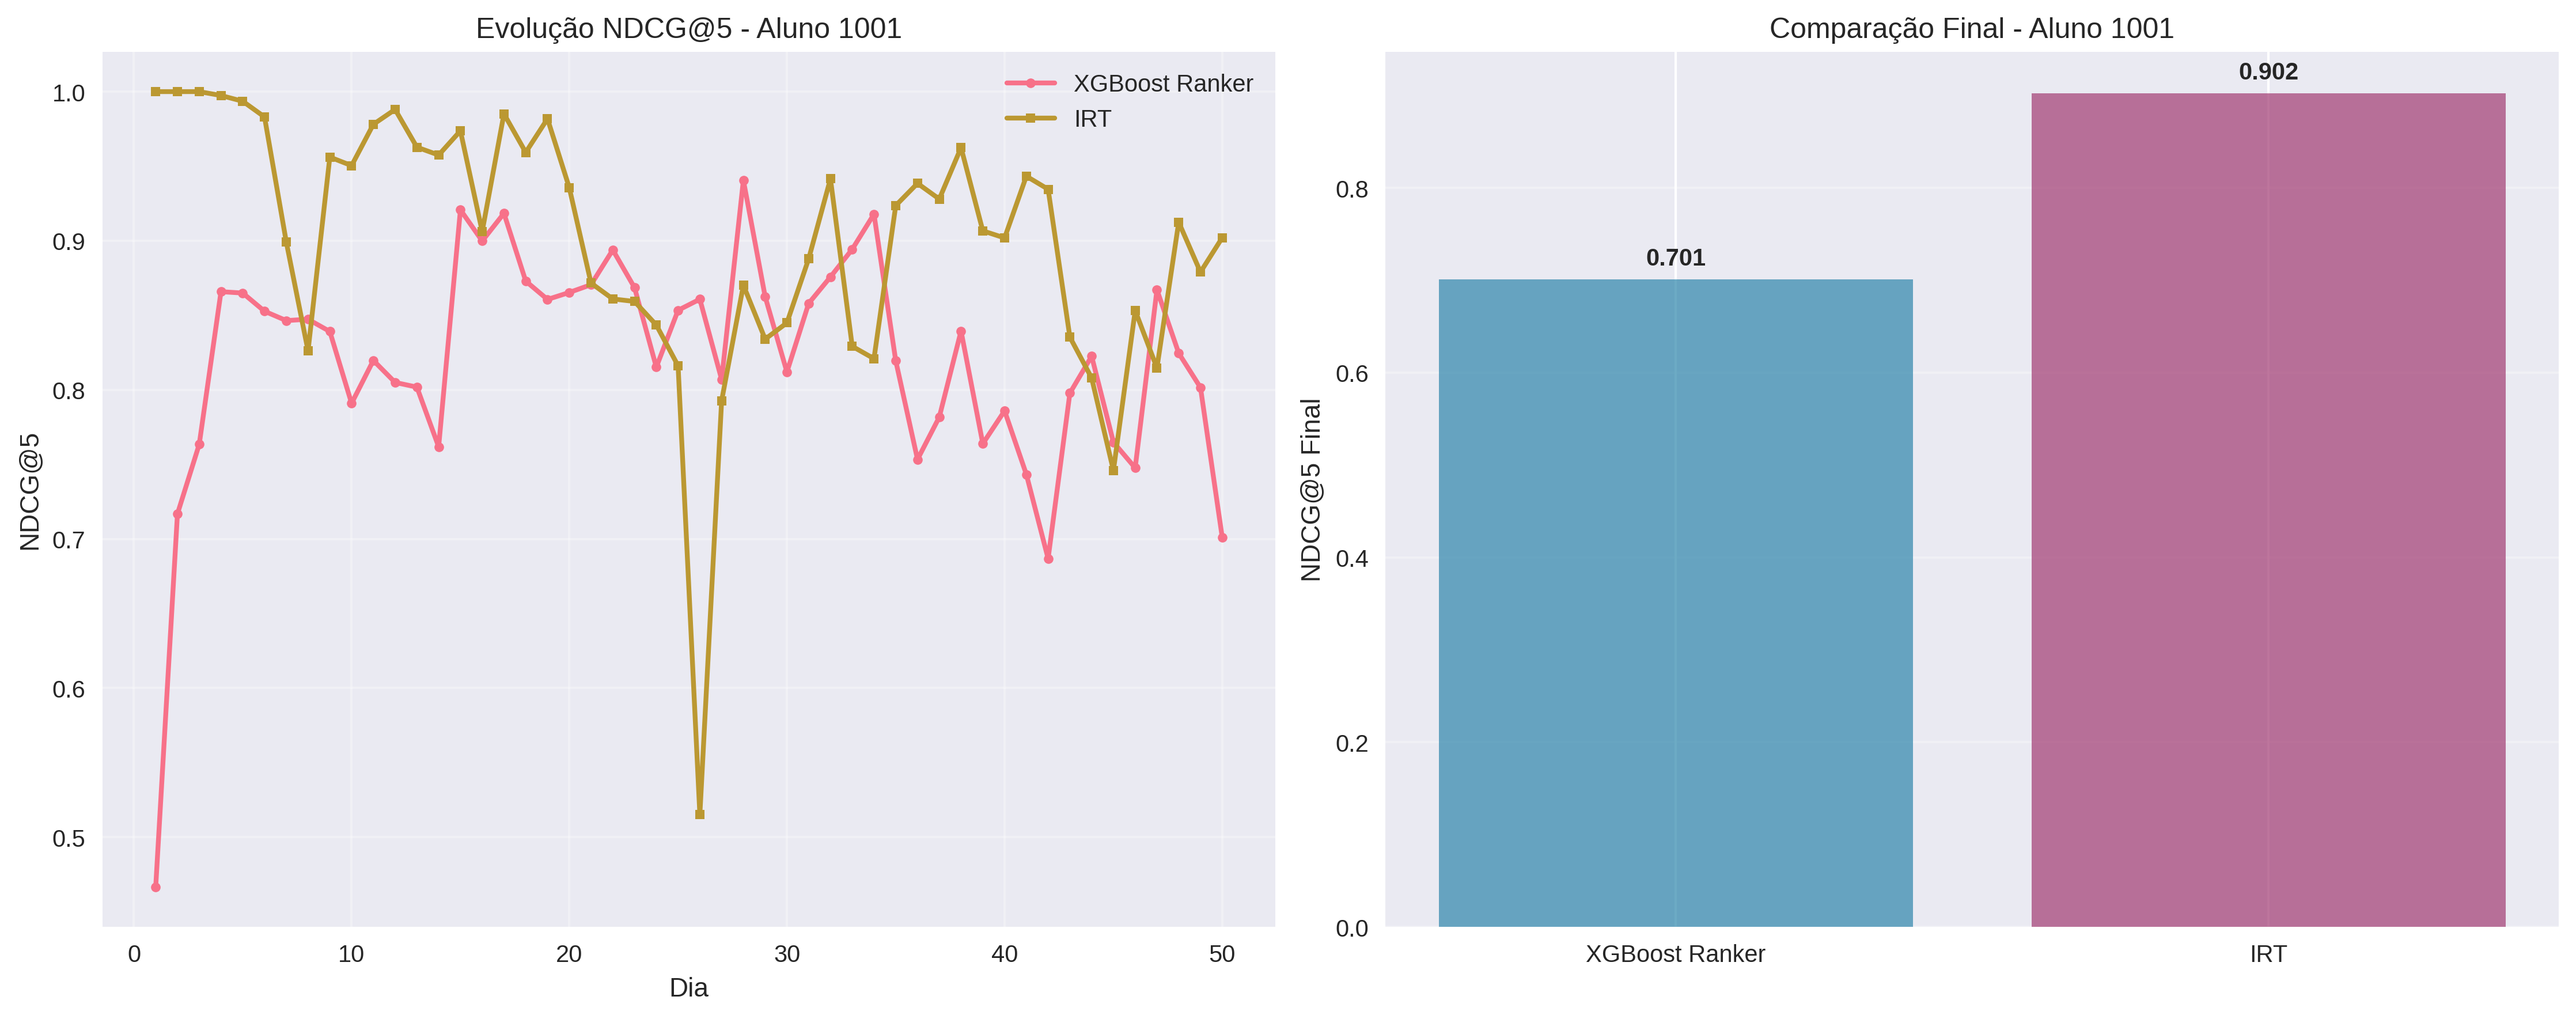 Evolução NDCG@5 - Aluno 1001
XGBoost Ranker
IRT
NDCG@5
1.0
0.9
0.8
0.7
0.6
0.5
0
10
20
30
40
50
Dia
Comparação Final - Aluno 1001
NDCG@5 Final
0.8
0.6
0.4
0.2
0.0
0.701
0.902
XGBoost Ranker
IRT